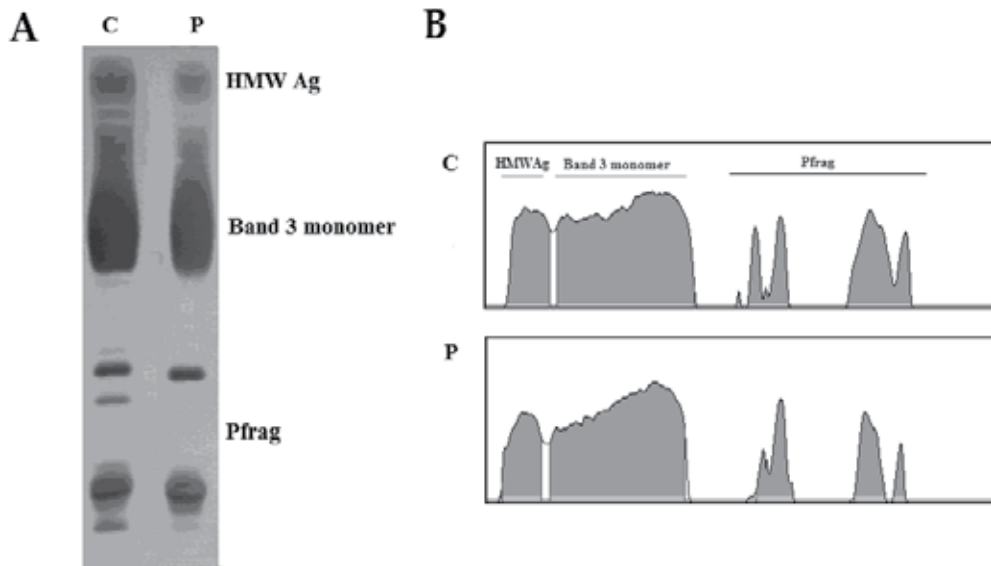 A
C P
HMW Ag
Band 3 monomer
Pfrag
B
C
HMWAg Band 3 monomer Pfrag
P